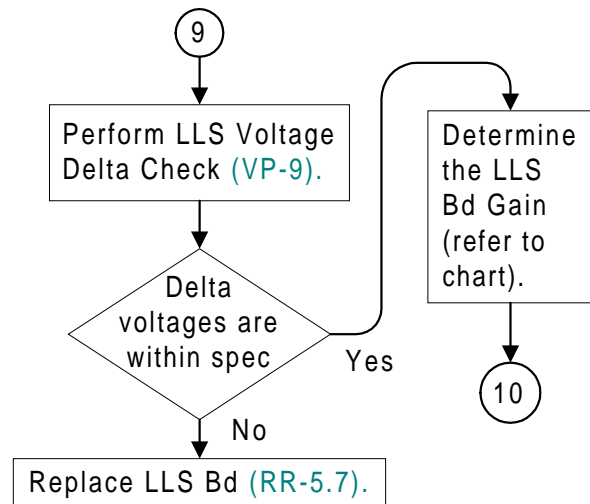 9
Perform LLS Voltage
Delta Check (VP-9).
Delta
voltages are
within spec
Yes
No
Replace LLS Bd (RR-5.7).
Determine
the LLS
Bd Gain
(refer to
chart).
10